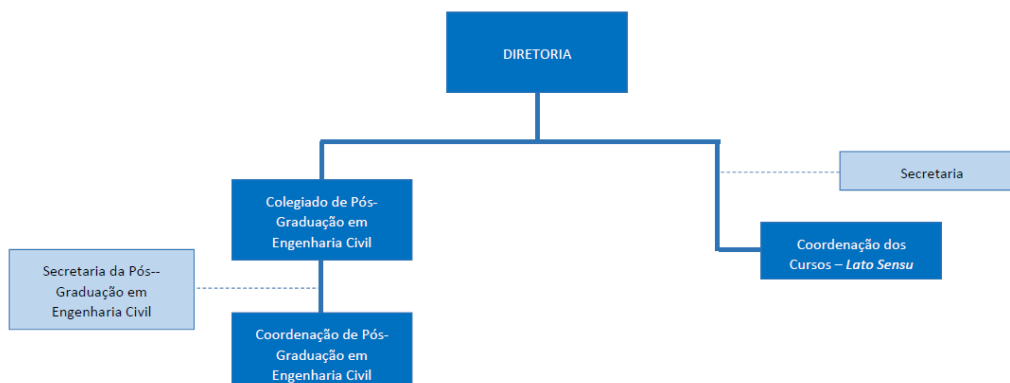 DIRETORIA
Secretaria
Colegiado de Pós-
Graduação em
Engenharia Civil
Coordenação dos
Cursos – Lato Sensu
Secretaria da Pós--
Graduação em
Engenharia Civil
Coordenação de Pós-
Graduação em
Engenharia Civil